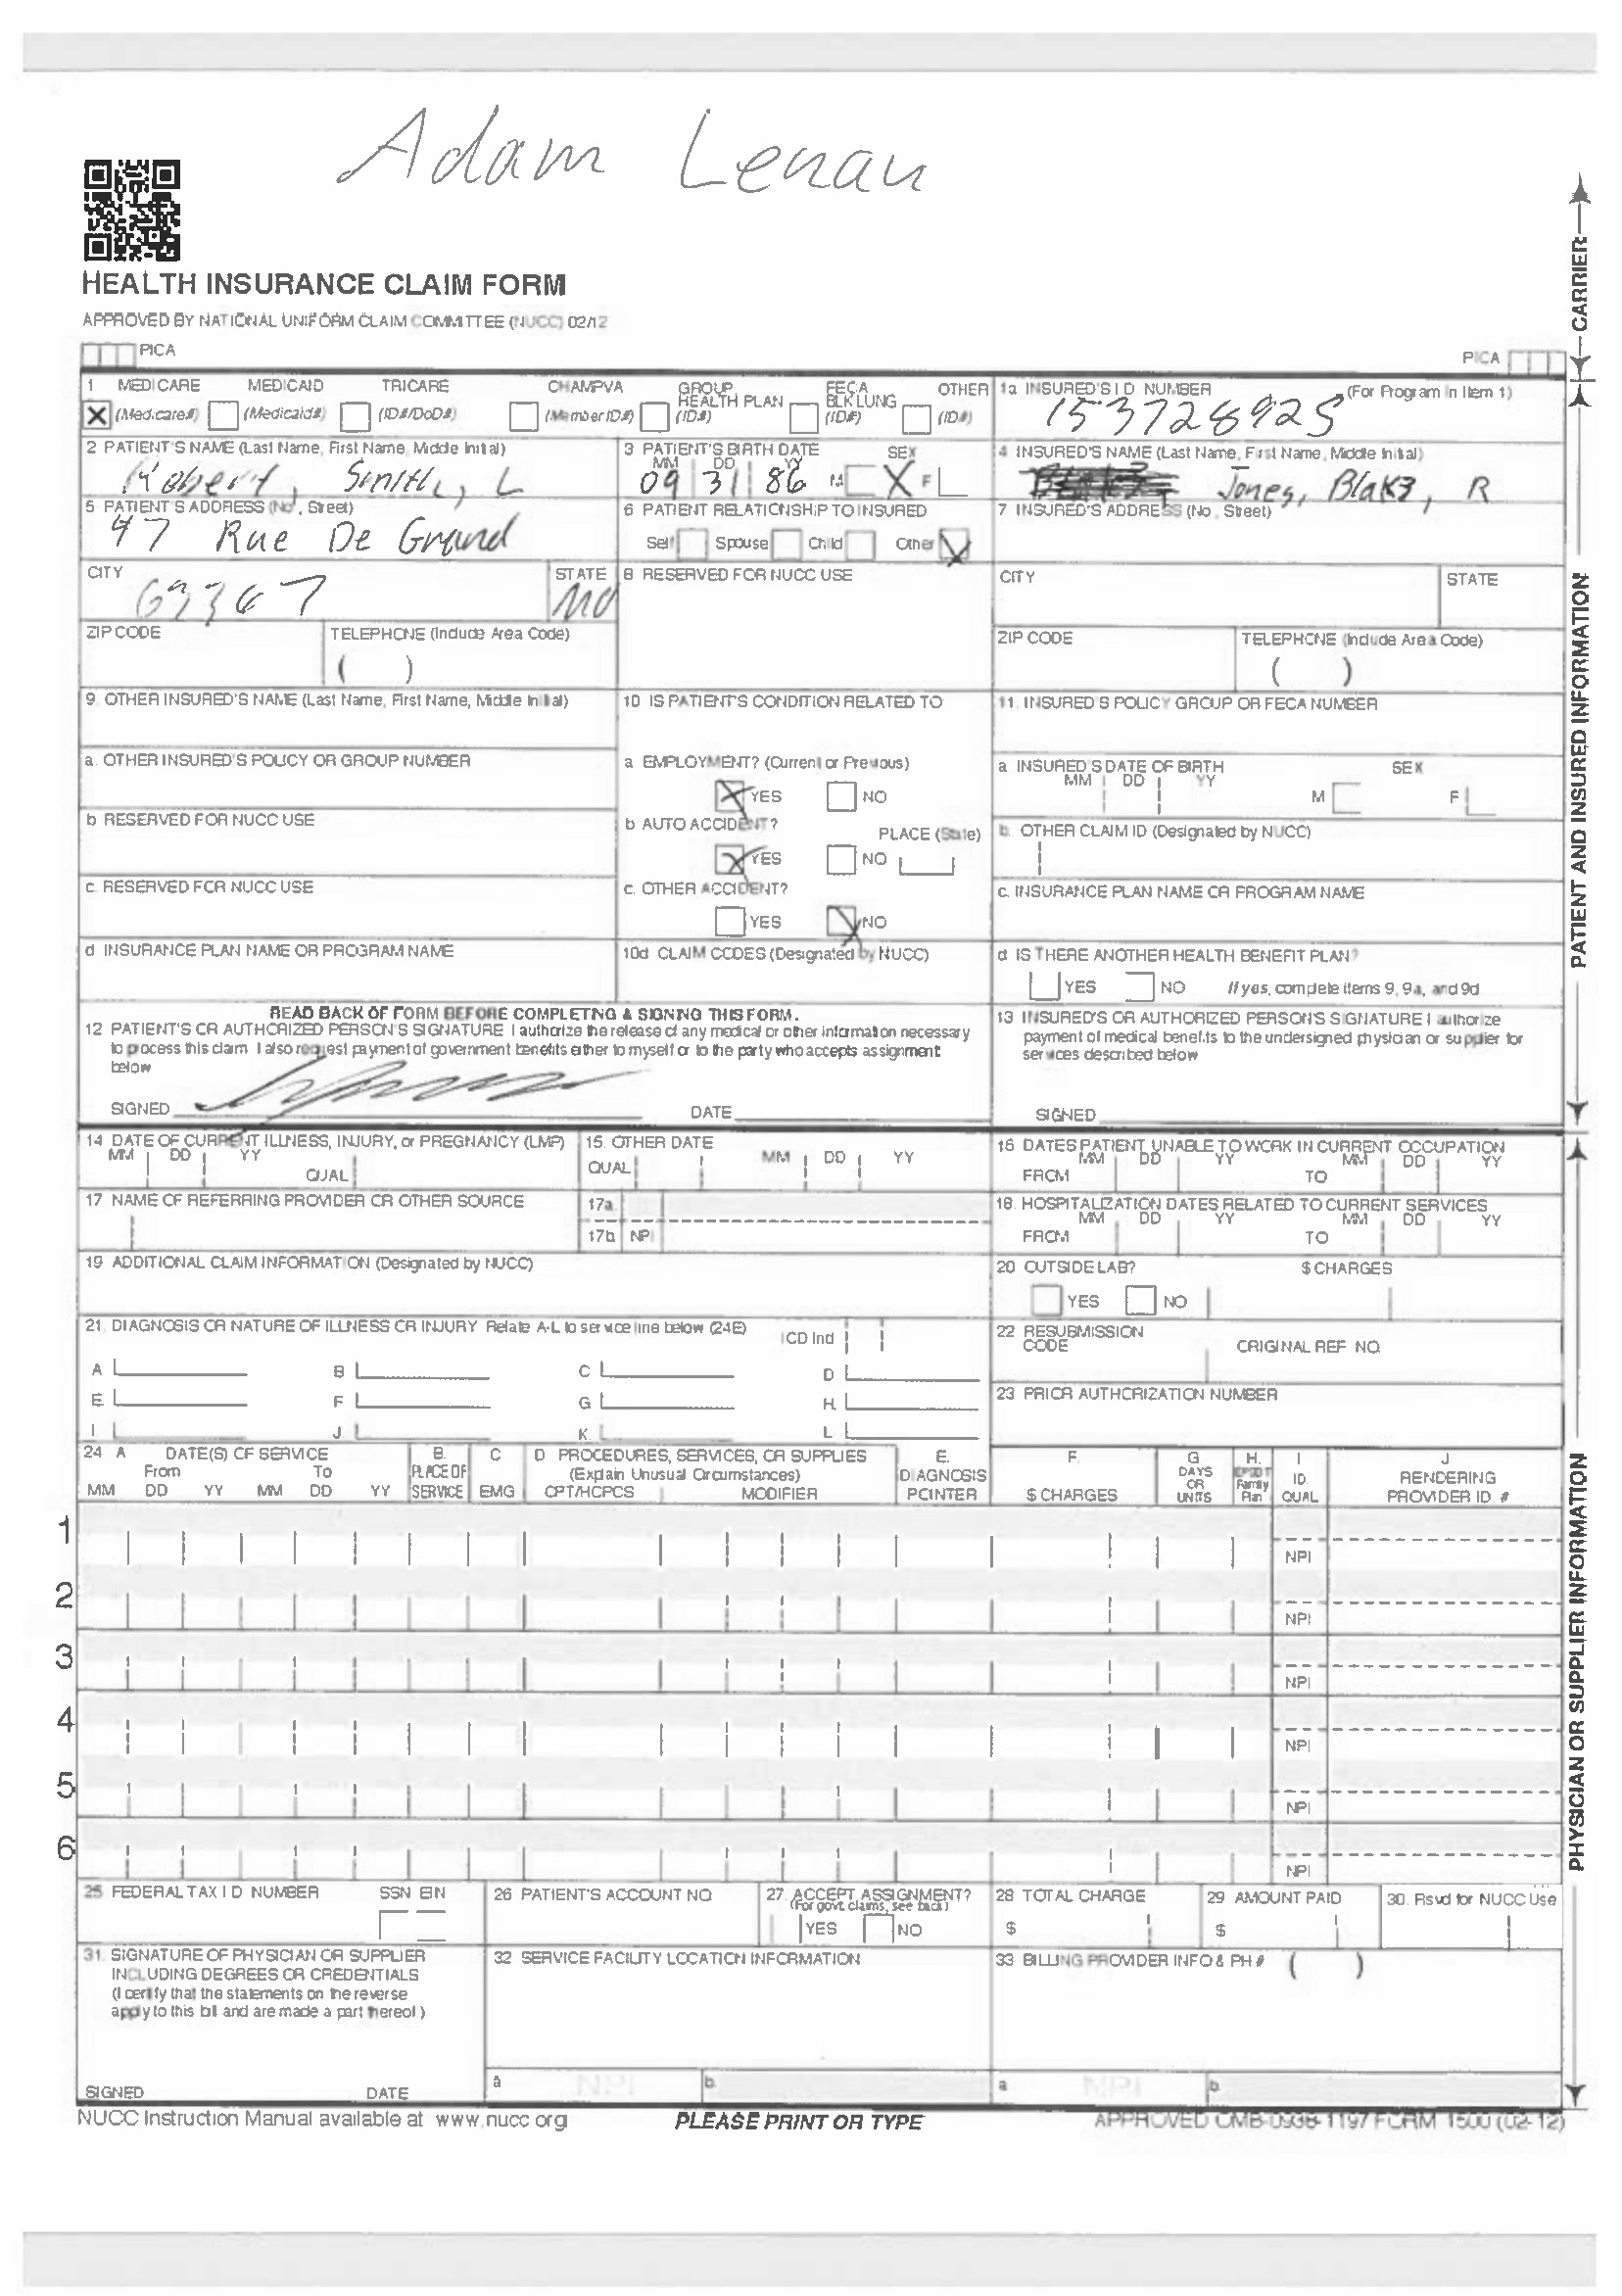 Adam Lenau
HEALTH INSURANCE CLAIM FORM
APPROVED BY NATIONAL UNIFORM CLAIM COMMITTEE (NUCC) 02/12
PICA
PICA
CARRIER
1 MEDICARE MEDICAID TRICARE CHAMPVA GROUP HEALTH PLAN FECA BLK LUNG OTHER
X (Medicare#) (Medicaid#) (ID#/DoD#) (Member ID#) (ID#) (ID#) (ID#)
1a INSURED'S I D NUMBER (For Program in Item 1)
153728925
2 PATIENT'S NAME (Last Name, First Name, Middle Initial)
Robert, Smith, L
3 PATIENT'S BIRTH DATE SEX
MM DD YY
09 31 86 M X F
4 INSURED'S NAME (Last Name, First Name, Middle Initial)
Jones, Blake, R
5 PATIENT'S ADDRESS (No, Street)
47 Rue De Grand
6 PATIENT RELATIONSHIP TO INSURED
Self Spouse Child Other X
7 INSURED'S ADDRESS (No, Street)
CITY STATE
63367 MO
8 RESERVED FOR NUCC USE
CITY STATE
ZIP CODE TELEPHONE (Include Area Code)
( )
ZIP CODE TELEPHONE (Include Area Code)
( )
9 OTHER INSURED'S NAME (Last Name, First Name, Middle Initial)
10 IS PATIENT'S CONDITION RELATED TO
11. INSURED'S POLICY GROUP OR FECA NUMBER
a. OTHER INSURED'S POLICY OR GROUP NUMBER
a EMPLOYMENT? (Current or Previous)
X YES NO
a INSURED'S DATE OF BIRTH SEX
MM DD YY M F
b RESERVED FOR NUCC USE
b AUTO ACCIDENT? PLACE (State)
X YES NO
b. OTHER CLAIM ID (Designated by NUCC)
c. RESERVED FOR NUCC USE
c. OTHER ACCIDENT?
YES X NO
c. INSURANCE PLAN NAME OR PROGRAM NAME
d INSURANCE PLAN NAME OR PROGRAM NAME
10d CLAIM CODES (Designated by NUCC)
d IS THERE ANOTHER HEALTH BENEFIT PLAN?
YES NO If yes, complete items 9, 9a, and 9d
PATIENT AND INSURED INFORMATION
READ BACK OF FORM BEFORE COMPLETING & SIGNING THIS FORM.
12 PATIENT'S OR AUTHORIZED PERSON'S SIGNATURE I authorize the release of any medical or other information necessary
to process this claim I also request payment of government benefits either to myself or to the party who accepts assignment
below
SIGNED DATE
13 INSURED'S OR AUTHORIZED PERSON'S SIGNATURE I authorize
payment of medical benefits to the undersigned physician or supplier for
services described below
SIGNED
14 DATE OF CURRENT ILLNESS, INJURY, or PREGNANCY (LMP)
MM DD YY QUAL
15. OTHER DATE
QUAL MM DD YY
16 DATES PATIENT UNABLE TO WORK IN CURRENT OCCUPATION
MM DD YY MM DD YY
FROM TO
17 NAME OF REFERRING PROVIDER OR OTHER SOURCE
17a
17b NPI
18. HOSPITALIZATION DATES RELATED TO CURRENT SERVICES
MM DD YY MM DD YY
FROM TO
19 ADDITIONAL CLAIM INFORMATION (Designated by NUCC)
20 OUTSIDE LAB? $ CHARGES
YES NO
21. DIAGNOSIS OR NATURE OF ILLNESS OR INJURY Relate A-L to service line below (24E) ICD Ind
A B C D
E. F G H.
I J K. L
22 RESUBMISSION CODE ORIGINAL REF NO.
23 PRIOR AUTHORIZATION NUMBER
24 A DATE(S) OF SERVICE B. C D PROCEDURES, SERVICES, OR SUPPLIES E. F. G H. I J
From To PLACE OF (Explain Unusual Circumstances) DIAGNOSIS DAYS OR EPSDT Family ID. RENDERING
MM DD YY MM DD YY SERVICE EMG CPT/HCPCS MODIFIER POINTER $ CHARGES UNITS Plan QUAL PROVIDER ID #
1 NPI
2 NPI
3 NPI
4 NPI
5 NPI
6 NPI
PHYSICIAN OR SUPPLIER INFORMATION
25 FEDERAL TAX I D NUMBER SSN EIN
26 PATIENT'S ACCOUNT NO
27 ACCEPT ASSIGNMENT?
(For govt. claims, see back)
YES NO
28 TOTAL CHARGE
$
29 AMOUNT PAID
$
30. Rsvd for NUCC Use
31. SIGNATURE OF PHYSICIAN OR SUPPLIER
INCLUDING DEGREES OR CREDENTIALS
(I certify that the statements on the reverse
apply to this bill and are made a part thereof)
SIGNED DATE
32 SERVICE FACILITY LOCATION INFORMATION
a NPI b
33 BILLING PROVIDER INFO & PH # ( )
a NPI b
NUCC Instruction Manual available at www.nucc org
PLEASE PRINT OR TYPE
APPROVED OMB-0938-1197 FORM 1500 (02-12)